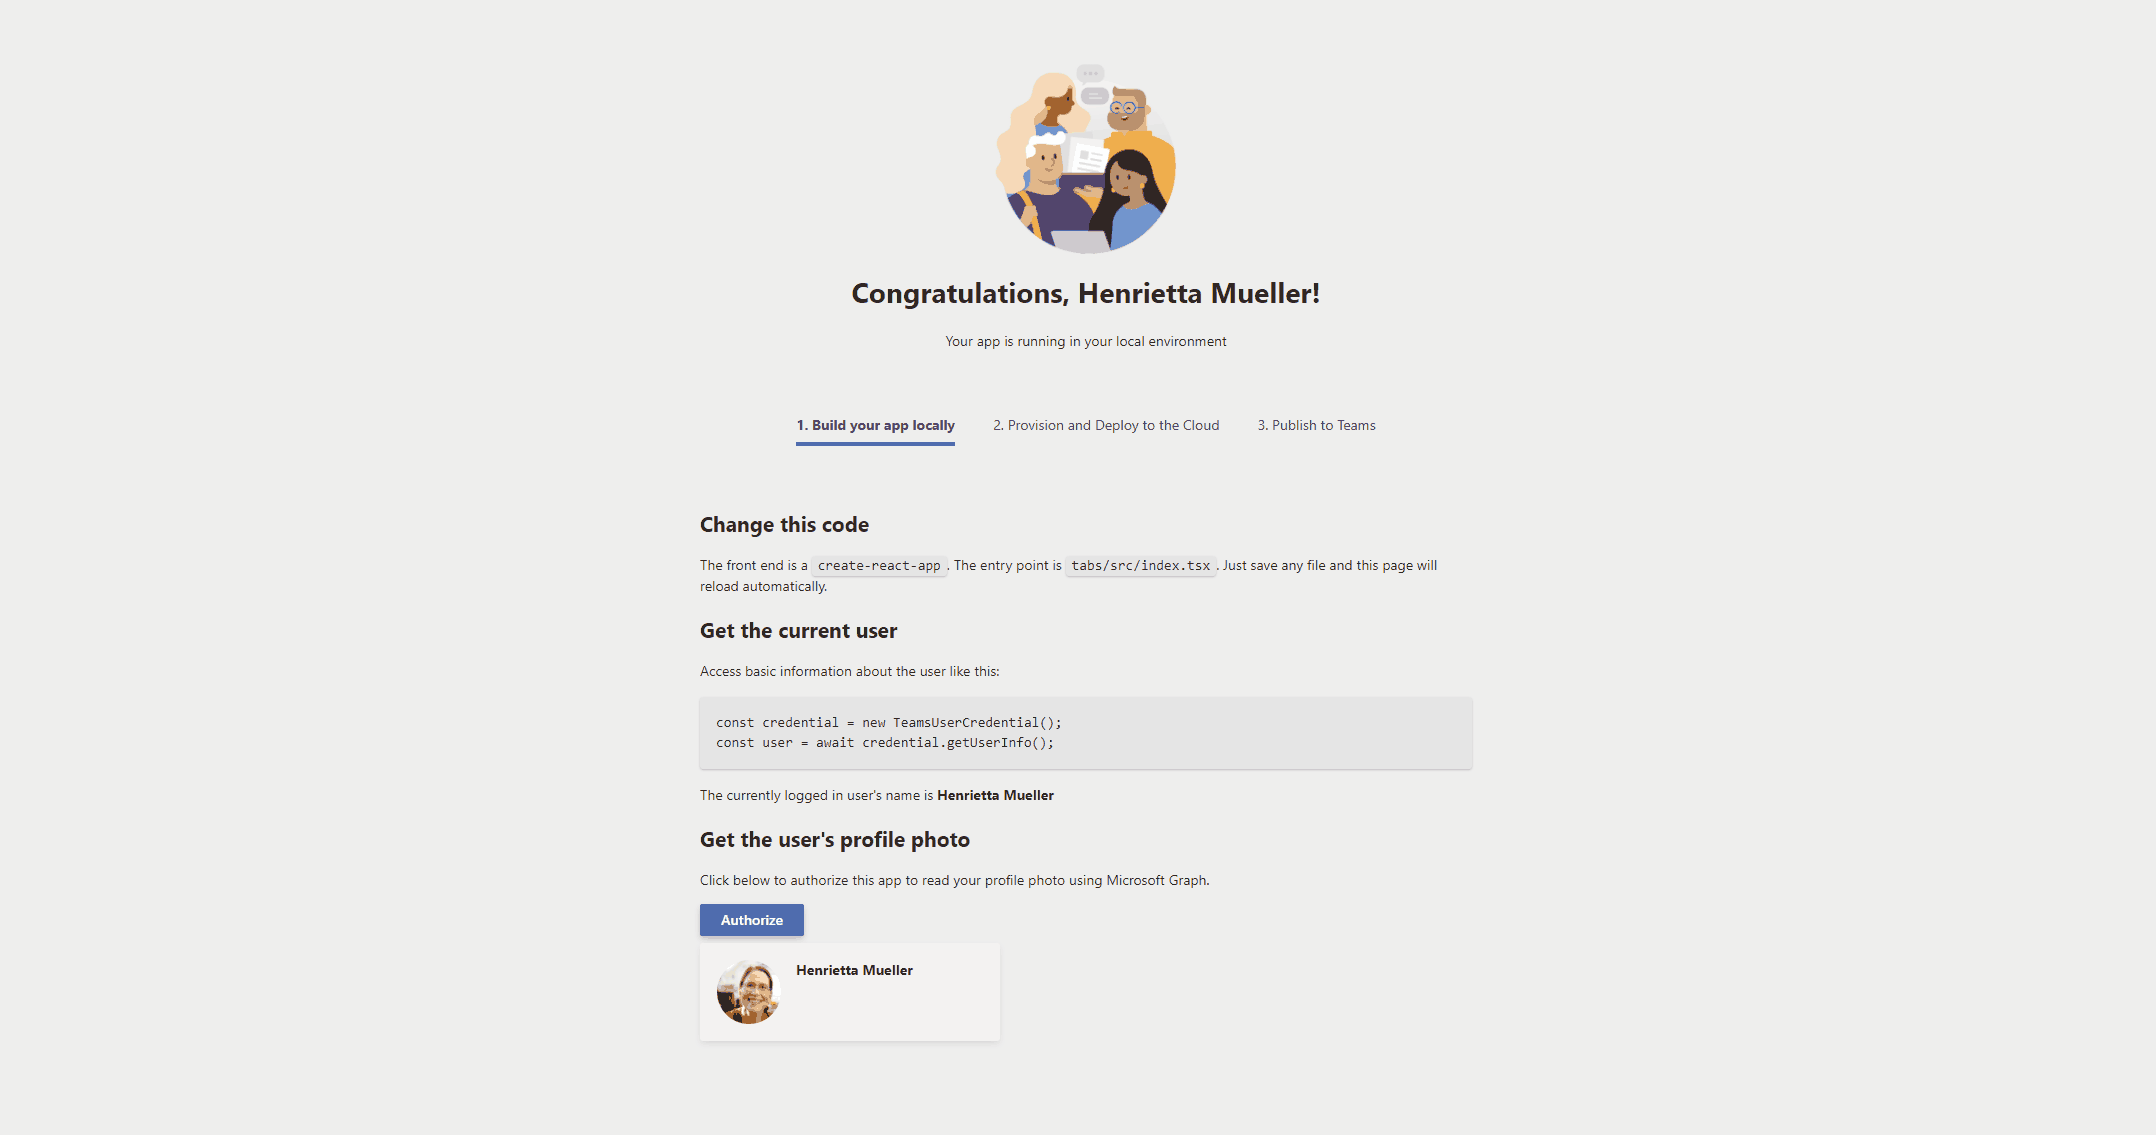 Congratulations, Henrietta Mueller!
Your app is running in your local environment
1. Build your app locally 2. Provision and Deploy to the Cloud 3. Publish to Teams
Change this code
The front end is a create-react-app. The entry point is tabs/src/index.tsx. Just save any file and this page will
reload automatically.
Get the current user
Access basic information about the user like this:
const credential = new TeamsUserCredential();
const user = await credential.getUserInfo();
The currently logged in user's name is Henrietta Mueller
Get the user's profile photo
Click below to authorize this app to read your profile photo using Microsoft Graph.
Authorize
Henrietta Mueller